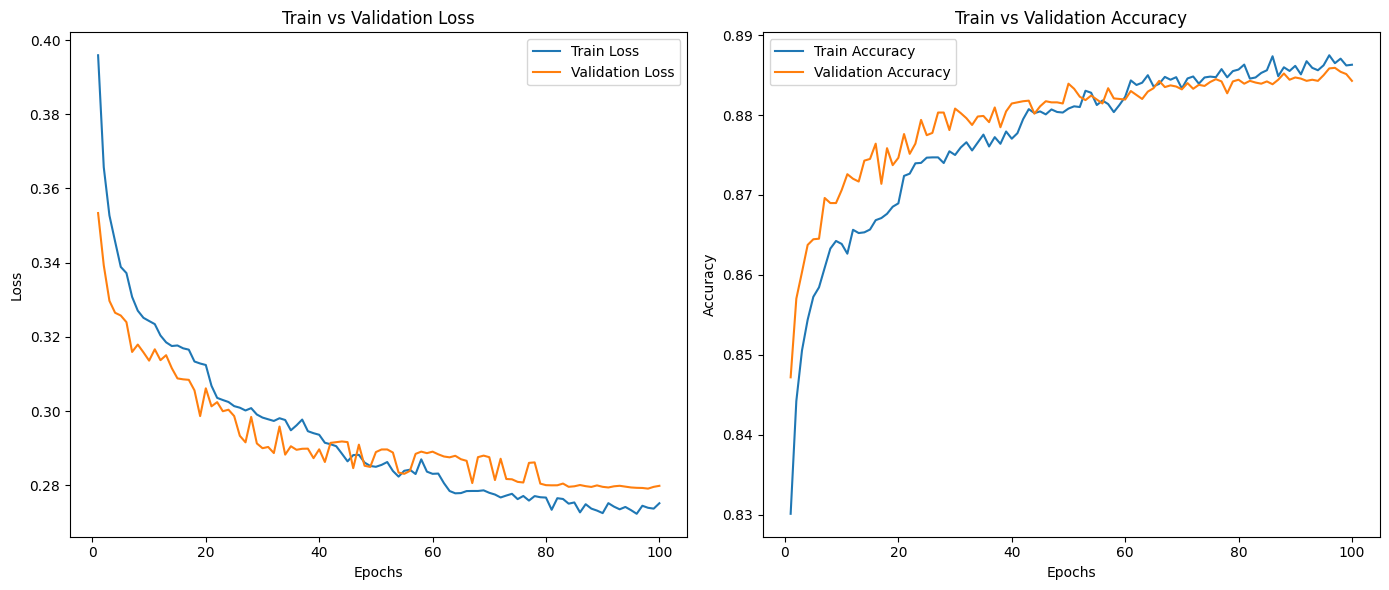 Train vs Validation Loss
Train Loss
Validation Loss
0.40
0.38
0.36
0.34
0.32
0.30
0.28
Loss
0
20
40
60
80
100
Epochs
Train vs Validation Accuracy
Train Accuracy
Validation Accuracy
0.89
0.88
0.87
0.86
0.85
0.84
0.83
Accuracy
0
20
40
60
80
100
Epochs